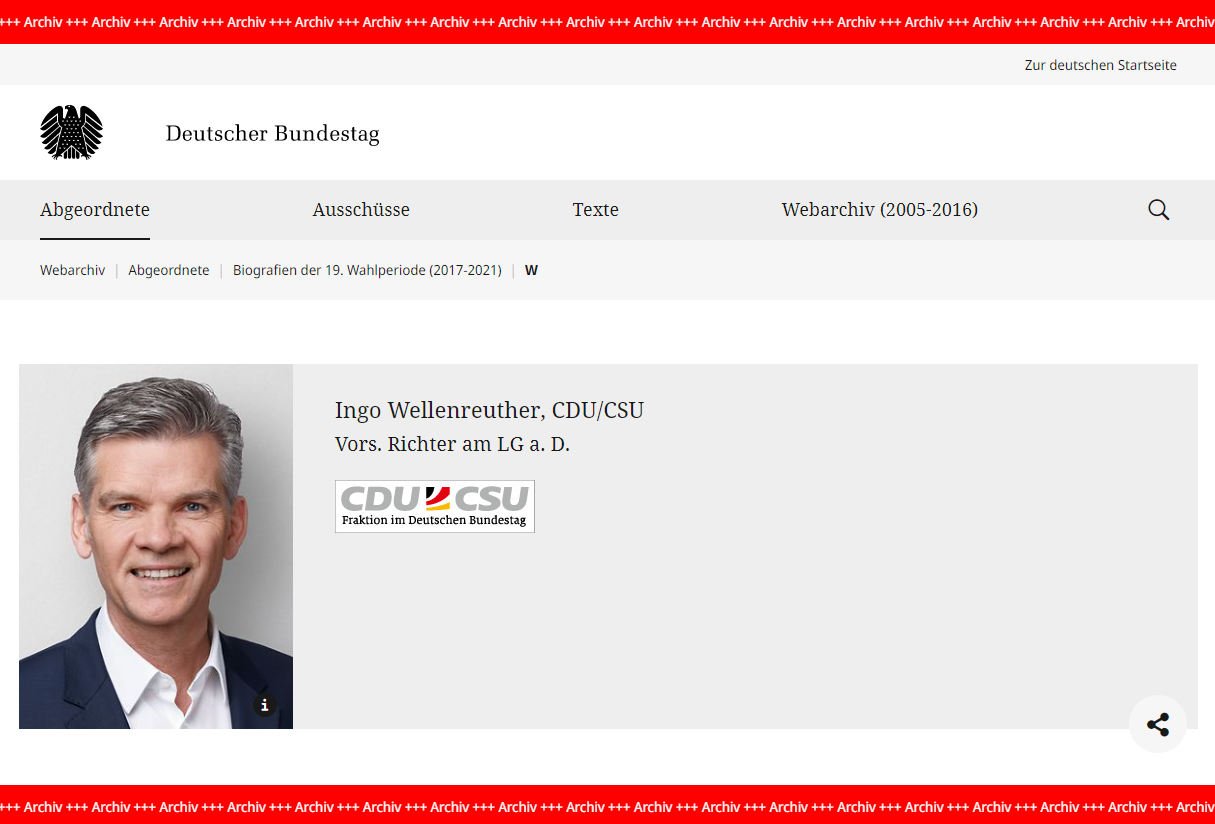 +++ Archiv +++ Archiv +++ Archiv +++ Archiv +++ Archiv +++ Archiv +++ Archiv +++ Archiv +++ Archiv +++ Archiv +++ Archiv +++ Archiv +++ Archiv +++ Archiv +++ Archiv +++ Archiv +++ Archiv +++ Archiv
Zur deutschen Startseite
Deutscher Bundestag
Abgeordnete Ausschüsse Texte Webarchiv (2005-2016)
Webarchiv | Abgeordnete | Biografien der 19. Wahlperiode (2017-2021) | W
Ingo Wellenreuther, CDU/CSU
Vors. Richter am LG a. D.
CDU CSU
Fraktion im Deutschen Bundestag
i
+++ Archiv +++ Archiv +++ Archiv +++ Archiv +++ Archiv +++ Archiv +++ Archiv +++ Archiv +++ Archiv +++ Archiv +++ Archiv +++ Archiv +++ Archiv +++ Archiv +++ Archiv +++ Archiv +++ Archiv +++ Archiv